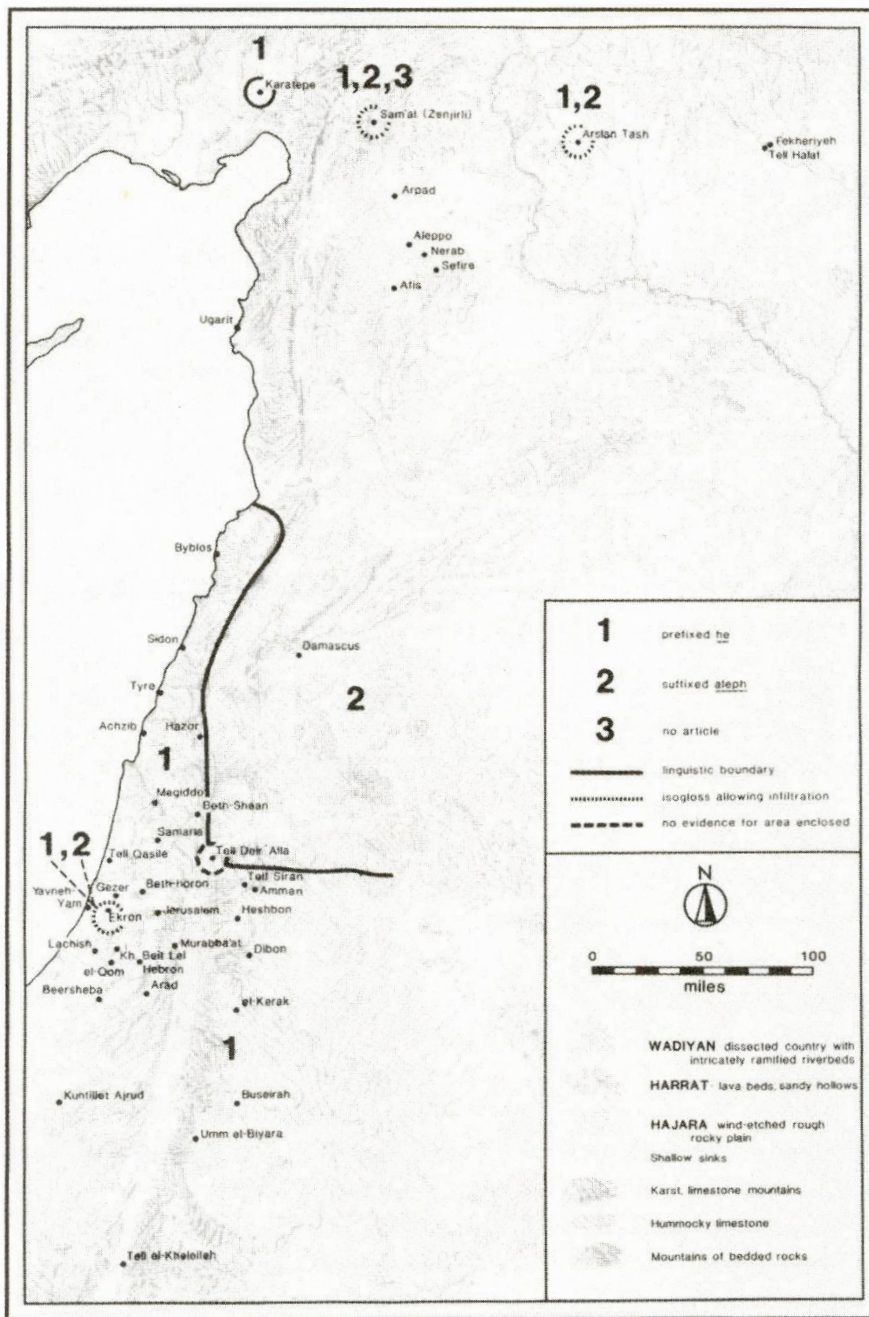 1
Karatepe
1,2,3
Sam'al (Zenjirli)
1,2
Arslan Tash
Fekheriyeh
Tell Halaf
Arpad
Aleppo
Nerab
Sefire
Afis
Ugarit
Byblos
Sidon
Damascus
Tyre
2
Achzib
Hazor
1
Megiddo
Beth-Shean
Samaria
Tell Deir 'Alla
1,2
Tell Qasile
Tell Siran
Yavneh-
Yam
Gezer
Beth-horon
Amman
Ekron
Jerusalem
Heshbon
Lachish
Murabba'at
Kh. Beit Lei
Dibon
el-Qom
Hebron
Beersheba
Arad
el-Kerak
1
Kuntillet Ajrud
Buseirah
Umm el-Biyara
Tell el-Kheleifeh
1 prefixed he
2 suffixed aleph
3 no article
linguistic boundary
isogloss allowing infiltration
no evidence for area enclosed
N
0 50 100
miles
WADIYAN dissected country with
intricately ramified riverbeds
HARRAT lava beds, sandy hollows
HAJARA wind-etched rough
rocky plain
Shallow sinks
Karst, limestone mountains
Hummocky limestone
Mountains of bedded rocks